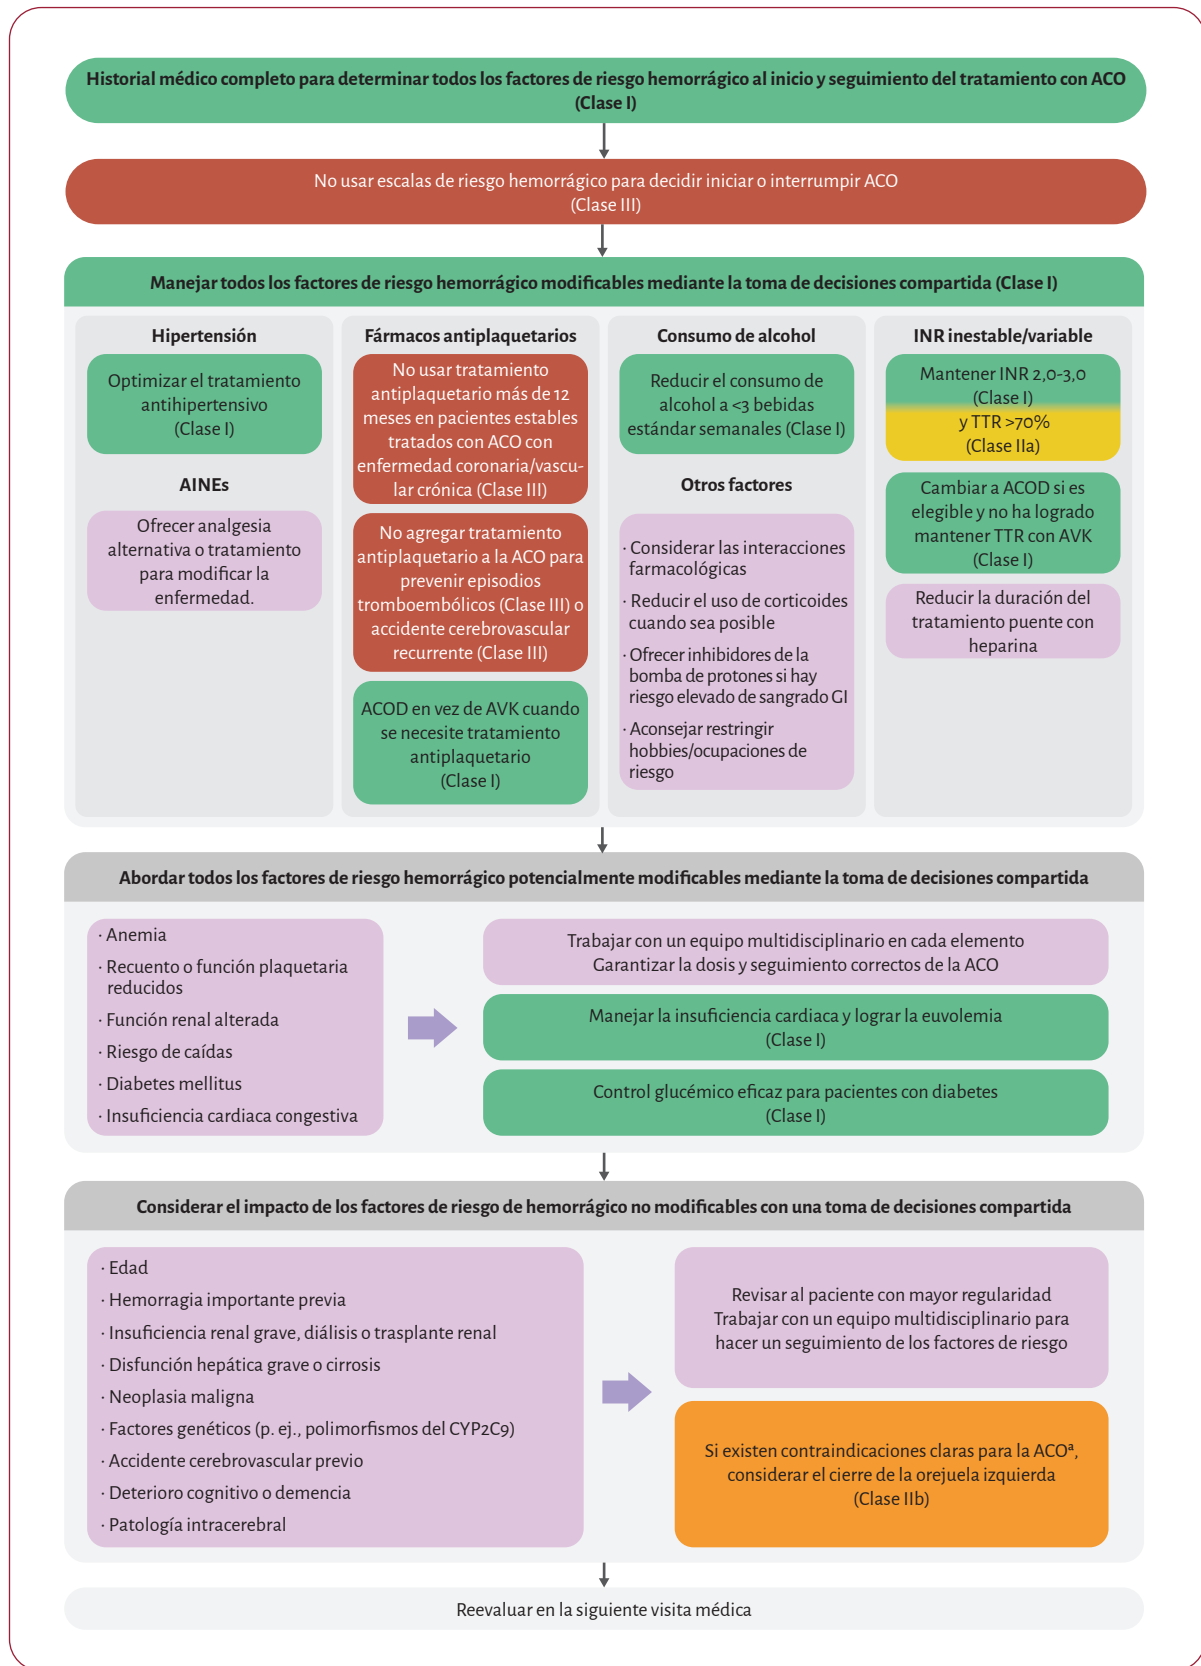 Historial médico completo para determinar todos los factores de riesgo hemorrágico al inicio y seguimiento del tratamiento con ACO
(Clase I)
No usar escalas de riesgo hemorrágico para decidir iniciar o interrumpir ACO
(Clase III)
Manejar todos los factores de riesgo hemorrágico modificables mediante la toma de decisiones compartida (Clase I)
Hipertensión
Optimizar el tratamiento
antihipertensivo
(Clase I)
AINEs
Ofrecer analgesia
alternativa o tratamiento
para modificar la
enfermedad.
Fármacos antiplaquetarios
No usar tratamiento
antiplaquetario más de 12
meses en pacientes estables
tratados con ACO con
enfermedad coronaria/vascu-
lar crónica (Clase III)
No agregar tratamiento
antiplaquetario a la ACO para
prevenir episodios
tromboembólicos (Clase III) o
accidente cerebrovascular
recurrente (Clase III)
ACOD en vez de AVK cuando
se necesite tratamiento
antiplaquetario
(Clase I)
Consumo de alcohol
Reducir el consumo de
alcohol a <3 bebidas
estándar semanales (Clase I)
Otros factores
· Considerar las interacciones
farmacológicas
· Reducir el uso de corticoides
cuando sea posible
· Ofrecer inhibidores de la
bomba de protones si hay
riesgo elevado de sangrado GI
· Aconsejar restringir
hobbies/ocupaciones de
riesgo
INR inestable/variable
Mantener INR 2,0-3,0
(Clase I)
y TTR >70%
(Clase IIa)
Cambiar a ACOD si es
elegible y no ha logrado
mantener TTR con AVK
(Clase I)
Reducir la duración del
tratamiento puente con
heparina
Abordar todos los factores de riesgo hemorrágico potencialmente modificables mediante la toma de decisiones compartida
· Anemia
· Recuento o función plaquetaria
reducidos
· Función renal alterada
· Riesgo de caídas
· Diabetes mellitus
· Insuficiencia cardiaca congestiva
Trabajar con un equipo multidisciplinario en cada elemento
Garantizar la dosis y seguimiento correctos de la ACO
Manejar la insuficiencia cardiaca y lograr la euvolemia
(Clase I)
Control glucémico eficaz para pacientes con diabetes
(Clase I)
Considerar el impacto de los factores de riesgo de hemorrágico no modificables con una toma de decisiones compartida
· Edad
· Hemorragia importante previa
· Insuficiencia renal grave, diálisis o trasplante renal
· Disfunción hepática grave o cirrosis
· Neoplasia maligna
· Factores genéticos (p. ej., polimorfismos del CYP2C9)
· Accidente cerebrovascular previo
· Deterioro cognitivo o demencia
· Patología intracerebral
Revisar al paciente con mayor regularidad
Trabajar con un equipo multidisciplinario para
hacer un seguimiento de los factores de riesgo
Si existen contraindicaciones claras para la ACOª,
considerar el cierre de la orejuela izquierda
(Clase IIb)
Reevaluar en la siguiente visita médica